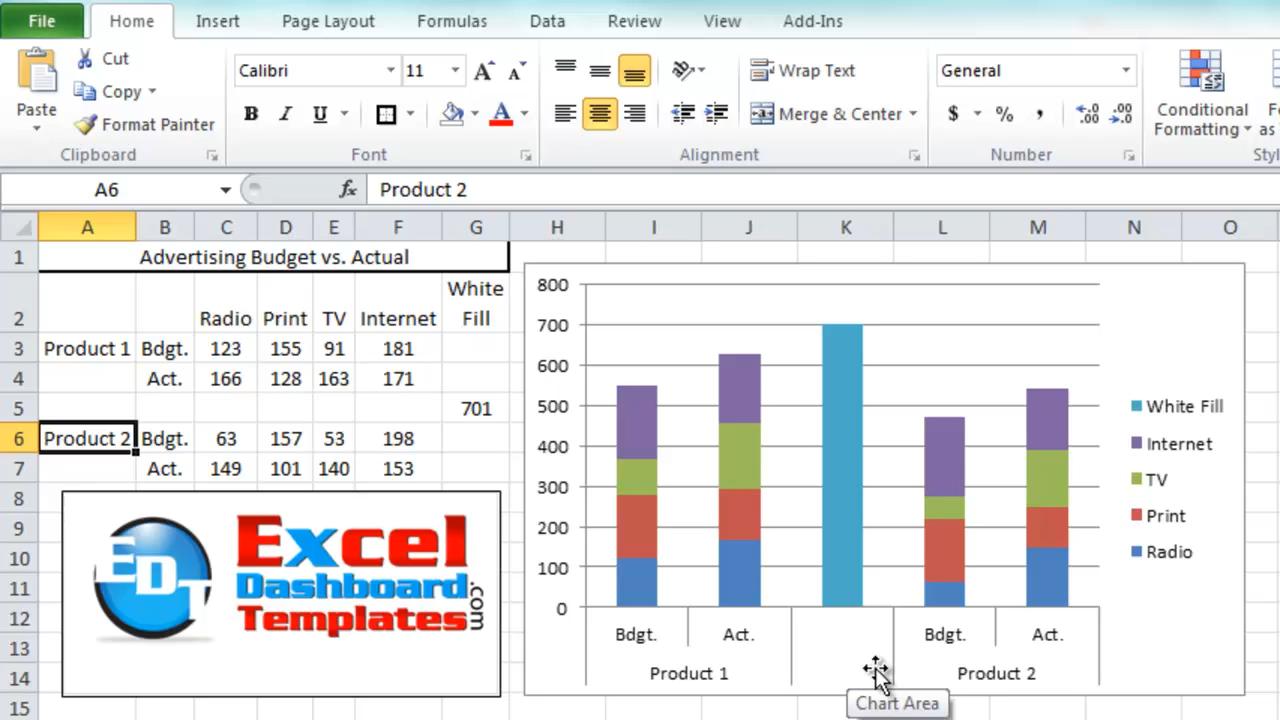 File Home Insert Page Layout Formulas Data Review View Add-Ins
Paste
Cut
Copy
Format Painter
Clipboard
Calibri 11
B I U A
Font
Wrap Text
Merge & Center
Alignment
General
$ % ,
Number
Conditional
Formatting
as
A6 fx Product 2
A B C D E F G H I J K L M N O
1 Advertising Budget vs. Actual
White
2 Radio Print TV Internet Fill
3 Product 1 Bdgt. 123 155 91 181
4 Act. 166 128 163 171
5 701
6 Product 2 Bdgt. 63 157 53 198
7 Act. 149 101 140 153
8
9
10
11
12
13
14
15
EDT
Excel
Dashboard
Templates
.com
800
700
600
500
400
300
200
100
0
Bdgt. Act. Bdgt. Act.
Product 1 Product 2
White Fill
Internet
TV
Print
Radio
Chart Area